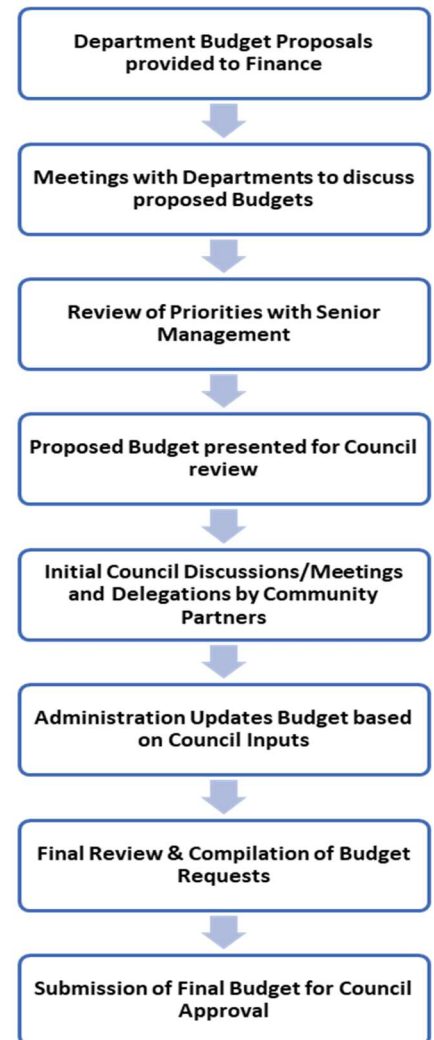 Department Budget Proposals
provided to Finance
Meetings with Departments to discuss
proposed Budgets
Review of Priorities with Senior
Management
Proposed Budget presented for Council
review
Initial Council Discussions/Meetings
and Delegations by Community
Partners
Administration Updates Budget based
on Council Inputs
Final Review & Compilation of Budget
Requests
Submission of Final Budget for Council
Approval